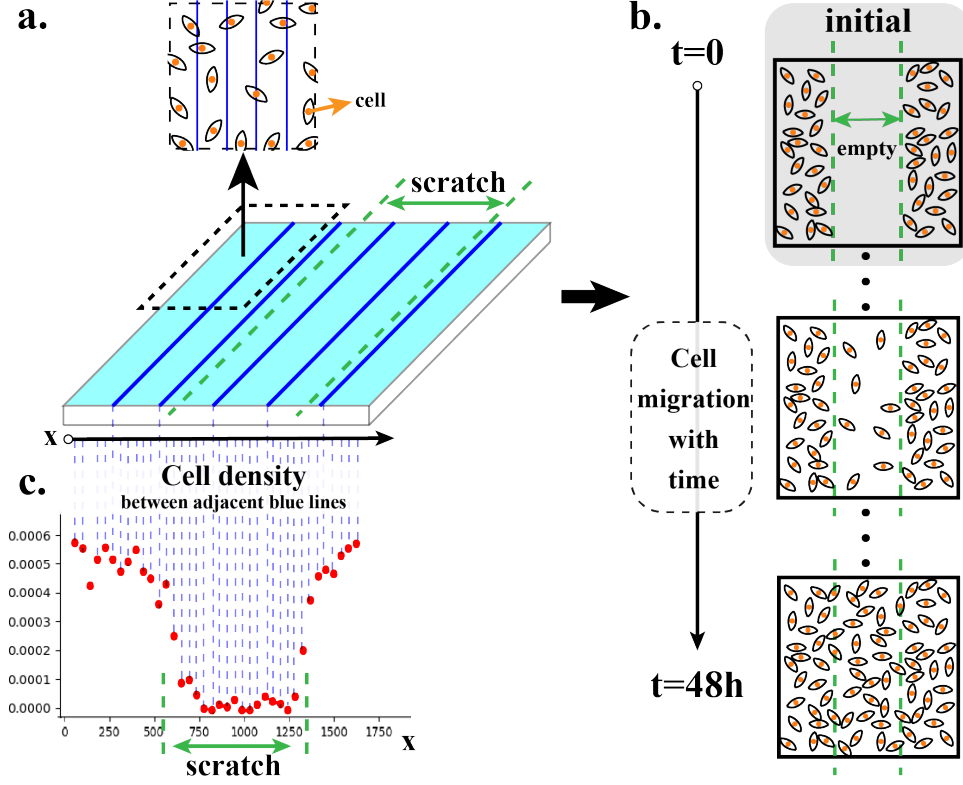 a.
cell
scratch
x
b.
initial
t=0
empty
Cell
migration
with
time
t=48h
c.
Cell density
between adjacent blue lines
0.0006
0.0005
0.0004
0.0003
0.0002
0.0001
0.0000
0 250 500 750 1000 1250 1500 1750
x
scratch